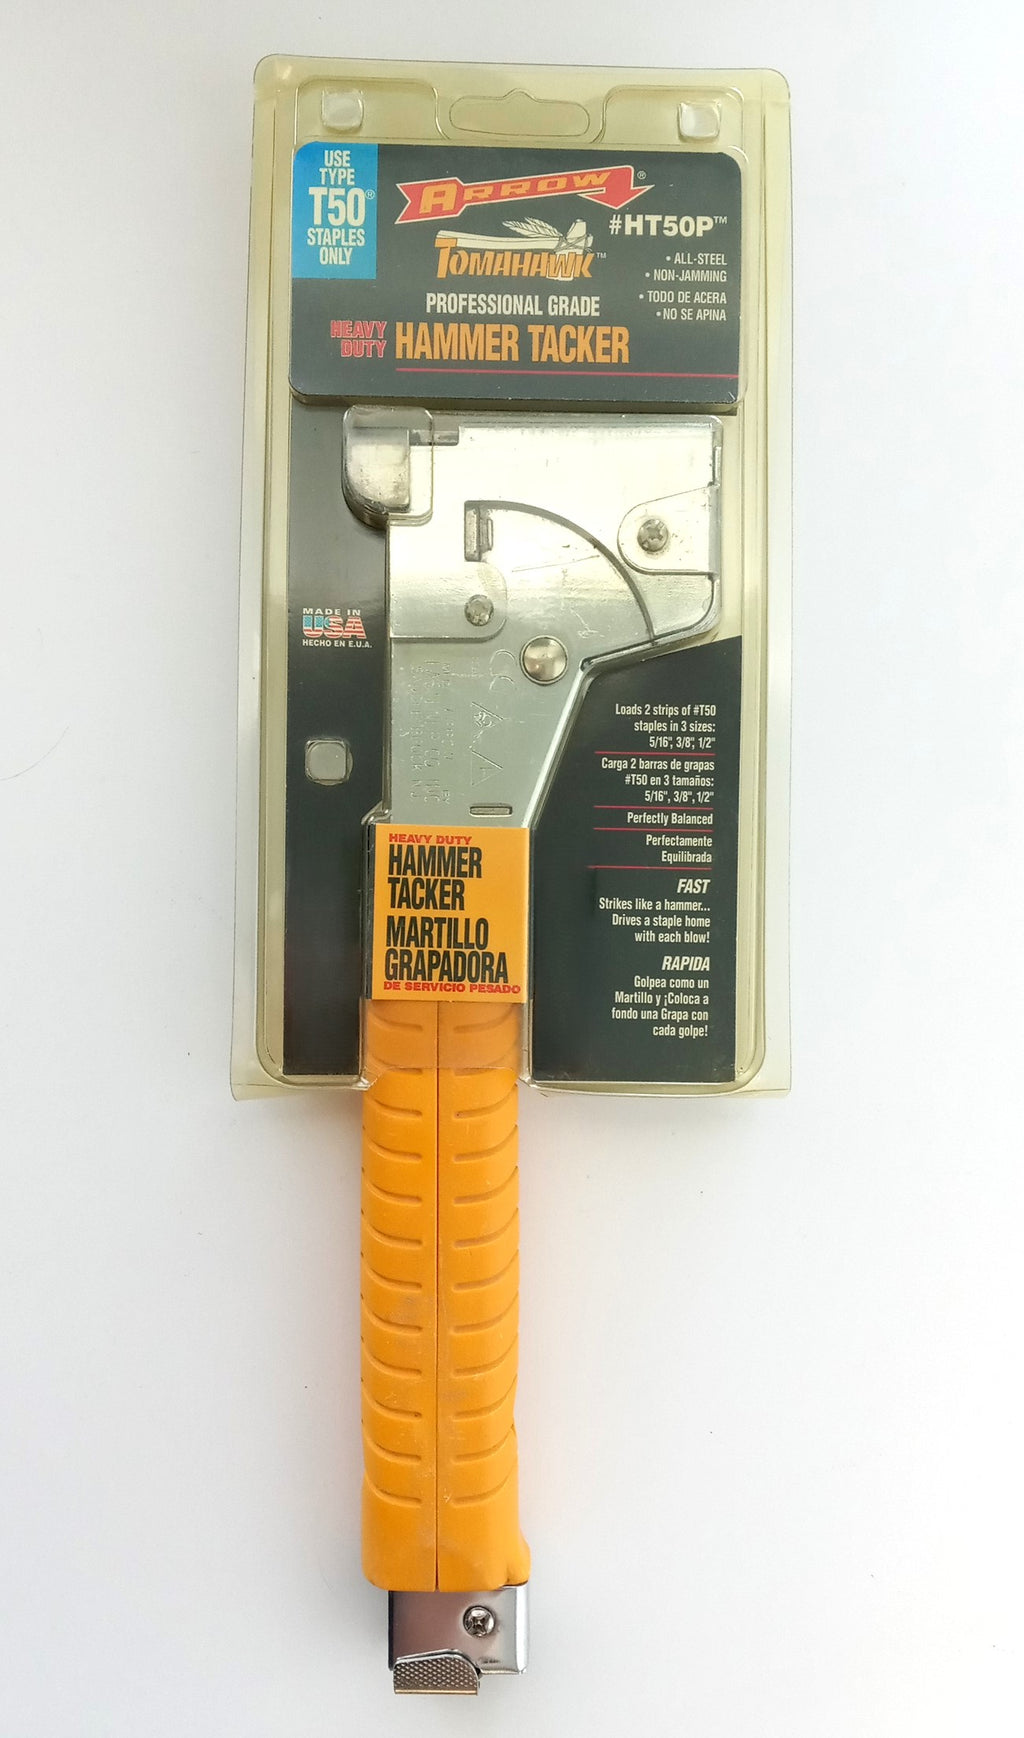 USE
TYPE
T50®
STAPLES
ONLY
ARROW®
#HT50P™
TOMAHAWK™
• ALL-STEEL
• NON-JAMMING
• TODO DE ACERA
• NO SE APINA
PROFESSIONAL GRADE
HEAVY
DUTY
HAMMER TACKER
MADE IN
USA
HECHO EN E.U.A.
Loads 2 strips of #T50
staples in 3 sizes:
5/16", 3/8", 1/2"
Carga 2 barras de grapas
#T50 en 3 tamaños:
5/16", 3/8", 1/2"
Perfectly Balanced
Perfectamente
Equilibrada
FAST
Strikes like a hammer...
Drives a staple home
with each blow!
RAPIDA
Golpea como un
Martillo y ¡Coloca a
fondo una Grapa con
cada golpe!
HEAVY DUTY
HAMMER
TACKER
MARTILLO
GRAPADORA
DE SERVICIO PESADO